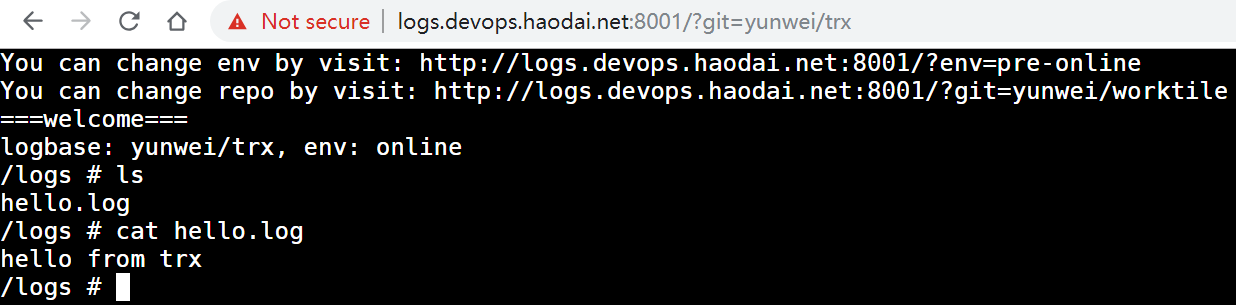 Not secure | logs.devops.haodai.net:8001/?git=yunwei/trx
You can change env by visit: http://logs.devops.haodai.net:8001/?env=pre-online
You can change repo by visit: http://logs.devops.haodai.net:8001/?git=yunwei/worktile
===welcome===
logbase: yunwei/trx, env: online
/logs # ls
hello.log
/logs # cat hello.log
hello from trx
/logs #